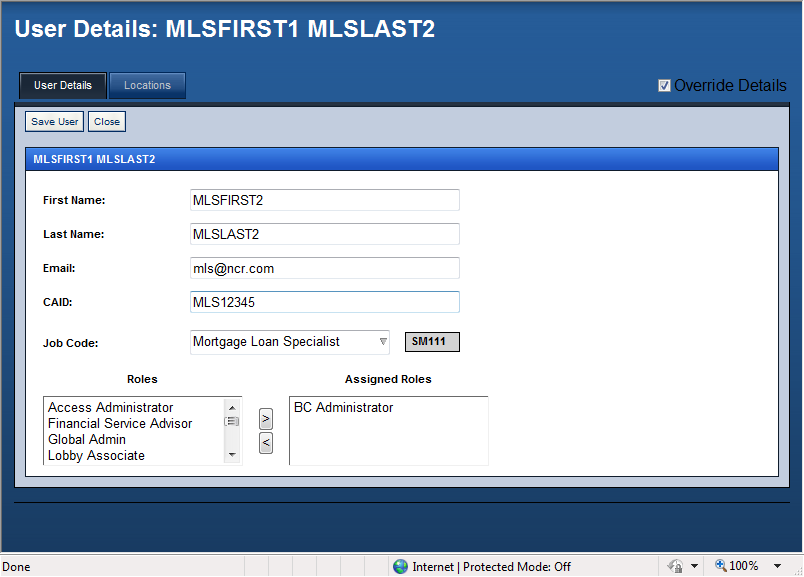 User Details: MLSFIRST1 MLSLAST2
User Details
Locations
Override Details
Save User
Close
MLSFIRST1 MLSLAST2
First Name:
MLSFIRST2
Last Name:
MLSLAST2
Email:
mls@ncr.com
CAID:
MLS12345
Job Code:
Mortgage Loan Specialist
SM111
Roles
Assigned Roles
Access Administrator
Financial Service Advisor
Global Admin
Lobby Associate
>
<
BC Administrator
Done
Internet | Protected Mode: Off
100%